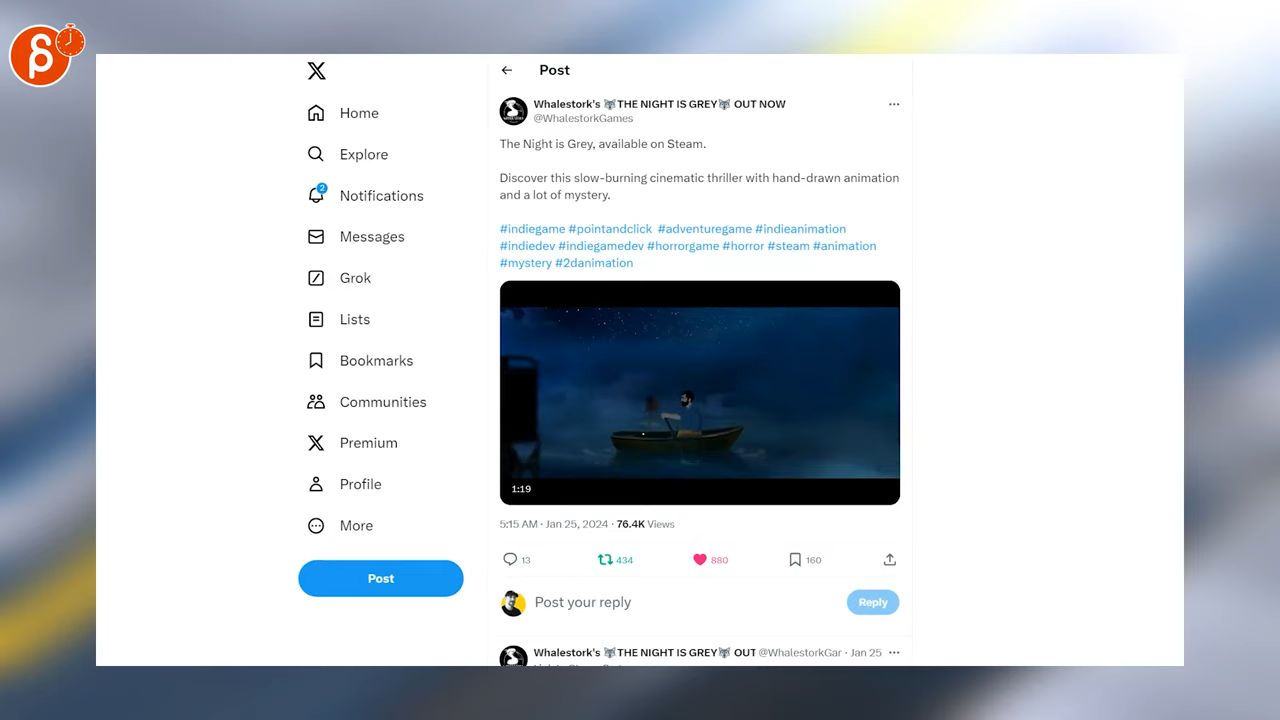 Post
Whalestork's 🐺THE NIGHT IS GREY🐺 OUT NOW
@WhalestorkGames
Home
Explore
2
Notifications
Messages
Grok
Lists
Bookmarks
Communities
Premium
Profile
More
Post
The Night is Grey, available on Steam.
Discover this slow-burning cinematic thriller with hand-drawn animation
and a lot of mystery.
#indiegame #pointandclick #adventuregame #indieanimation
#indiedev #indiegamedev #horrorgame #horror #steam #animation
#mystery #2danimation
1:19
5:15 AM · Jan 25, 2024 · 76.4K Views
13 434 880 160
Post your reply
Reply
Whalestork's 🐺THE NIGHT IS GREY🐺 OUT @WhalestorkGar · Jan 25